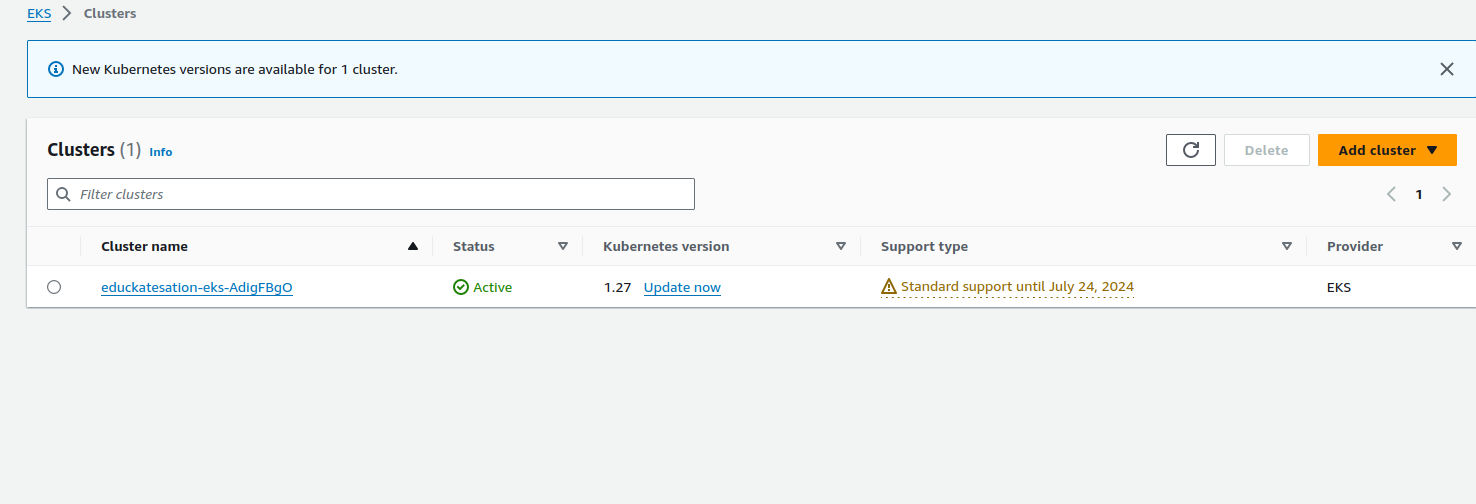 EKS > Clusters
New Kubernetes versions are available for 1 cluster.
Clusters (1) Info
Delete
Add cluster
Filter clusters
1
Cluster name Status Kubernetes version Support type Provider
educkatesation-eks-AdigFBgO Active 1.27 Update now Standard support until July 24, 2024 EKS